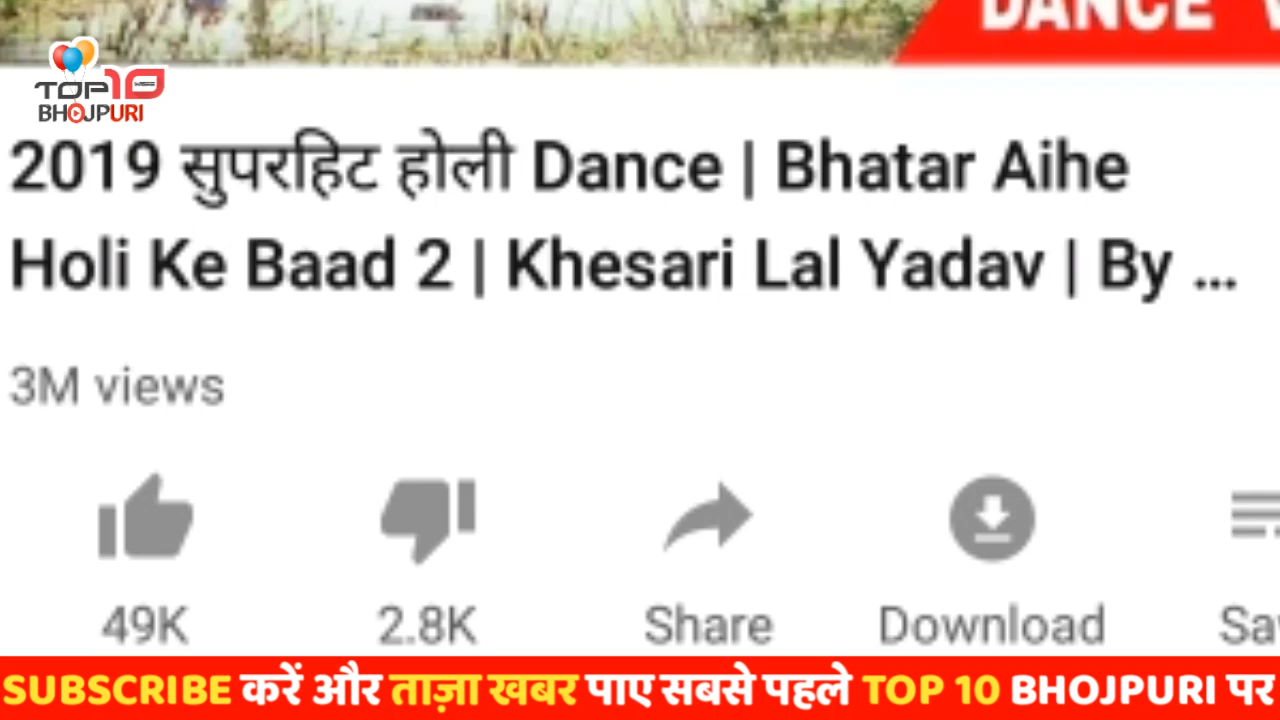 DANCE
TOP10
BHOJPURI
2019 सुपरहिट होली Dance | Bhatar Aihe
Holi Ke Baad 2 | Khesari Lal Yadav | By ...
3M views
49K 2.8K Share Download
SUBSCRIBE करें और ताज़ा खबर पाए सबसे पहले TOP 10 BHOJPURI पर